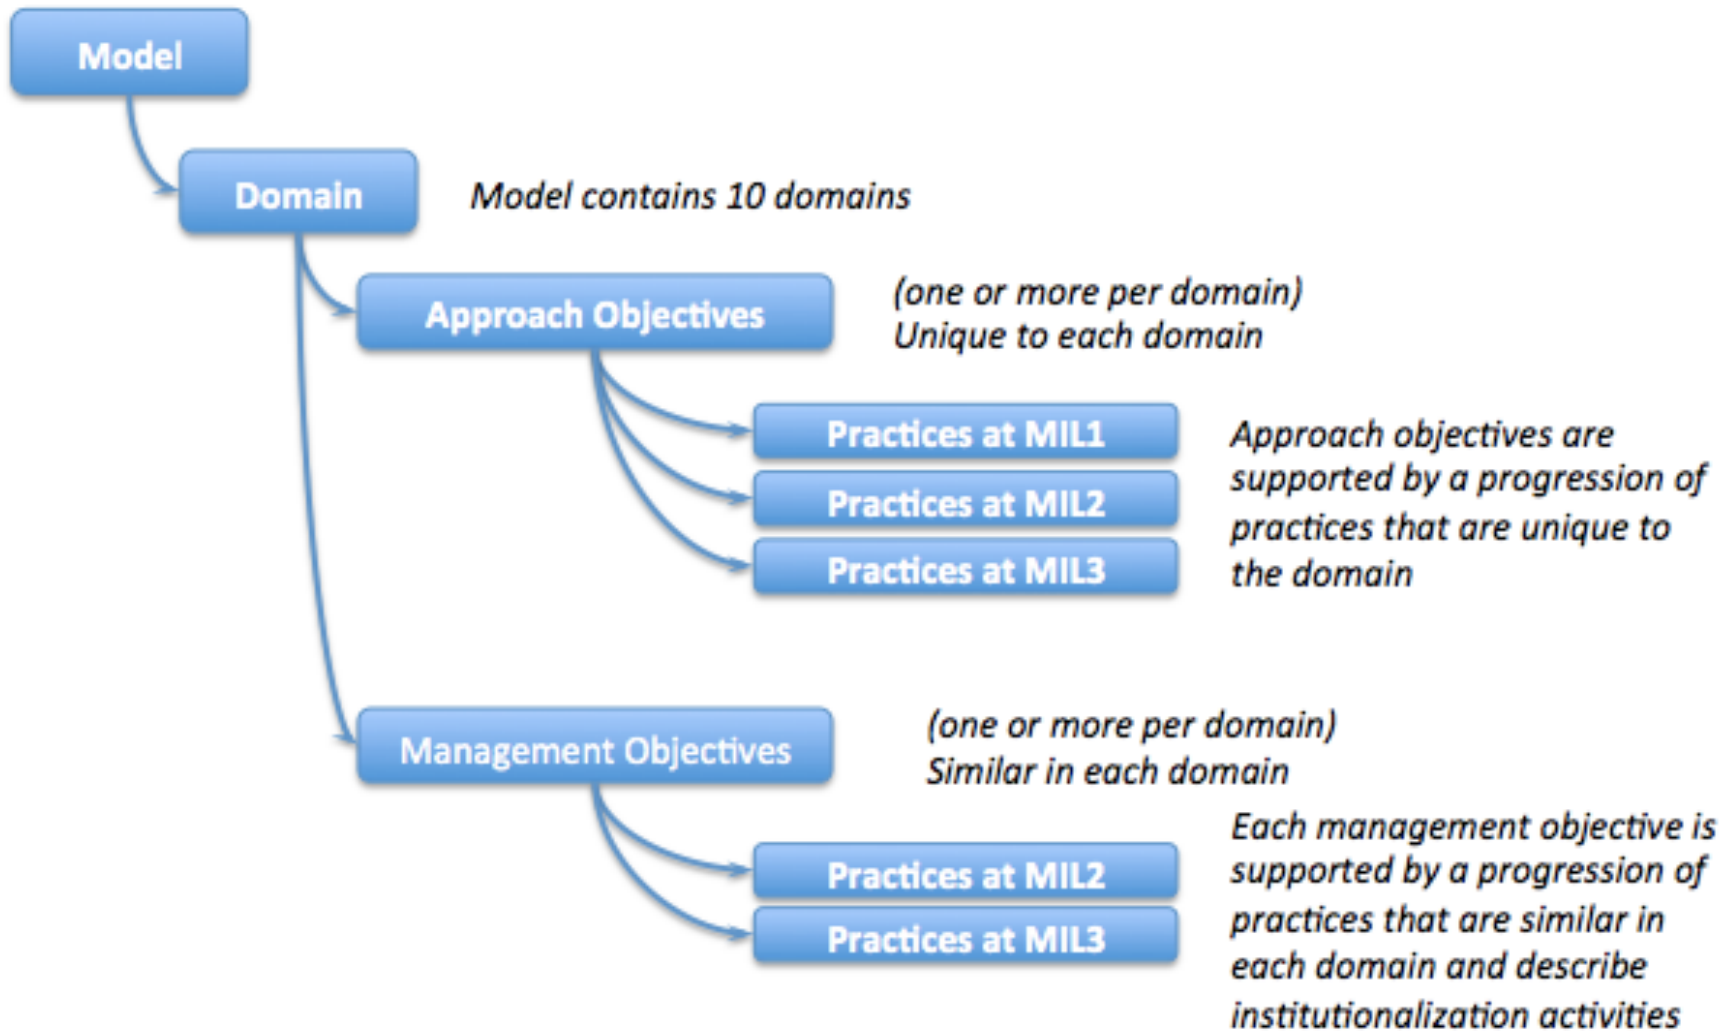 Model
Domain
Model contains 10 domains
Approach Objectives
(one or more per domain)
Unique to each domain
Practices at MIL1
Practices at MIL2
Practices at MIL3
Approach objectives are
supported by a progression of
practices that are unique to
the domain
Management Objectives
(one or more per domain)
Similar in each domain
Practices at MIL2
Practices at MIL3
Each management objective is
supported by a progression of
practices that are similar in
each domain and describe
institutionalization activities